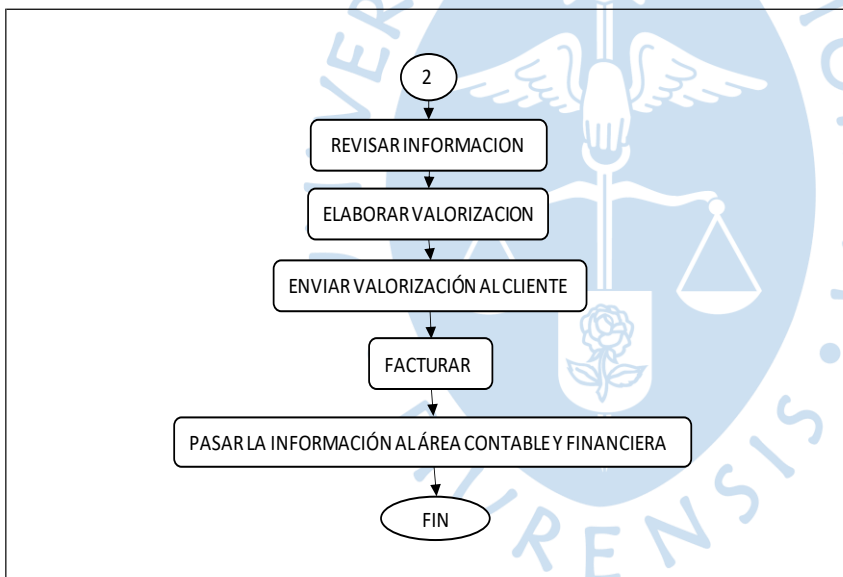 2
REVISAR INFORMACION
ELABORAR VALORIZACION
ENVIAR VALORIZACIÓN AL CLIENTE
FACTURAR
PASAR LA INFORMACIÓN AL ÁREA CONTABLE Y FINANCIERA
FIN